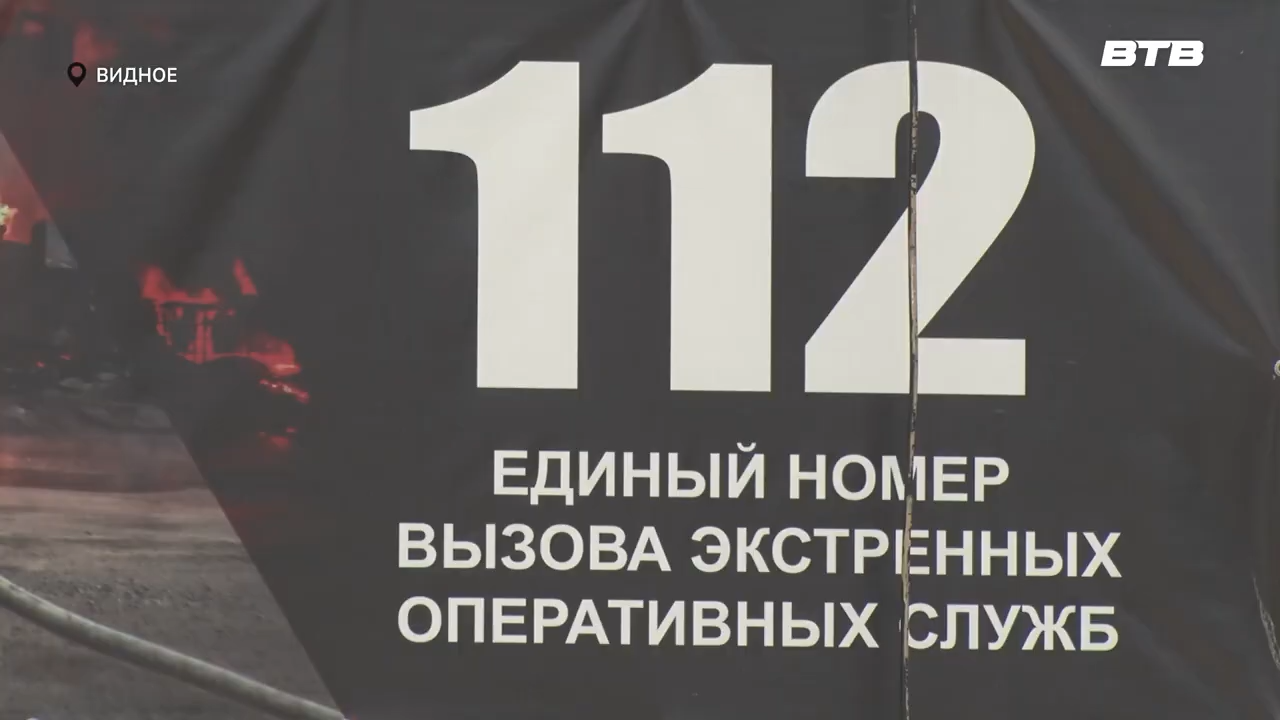 ВИДНОЕ
ВТВ
112
ЕДИНЫЙ НОМЕР
ВЫЗОВА ЭКСТРЕННЫХ
ОПЕРАТИВНЫХ СЛУЖБ